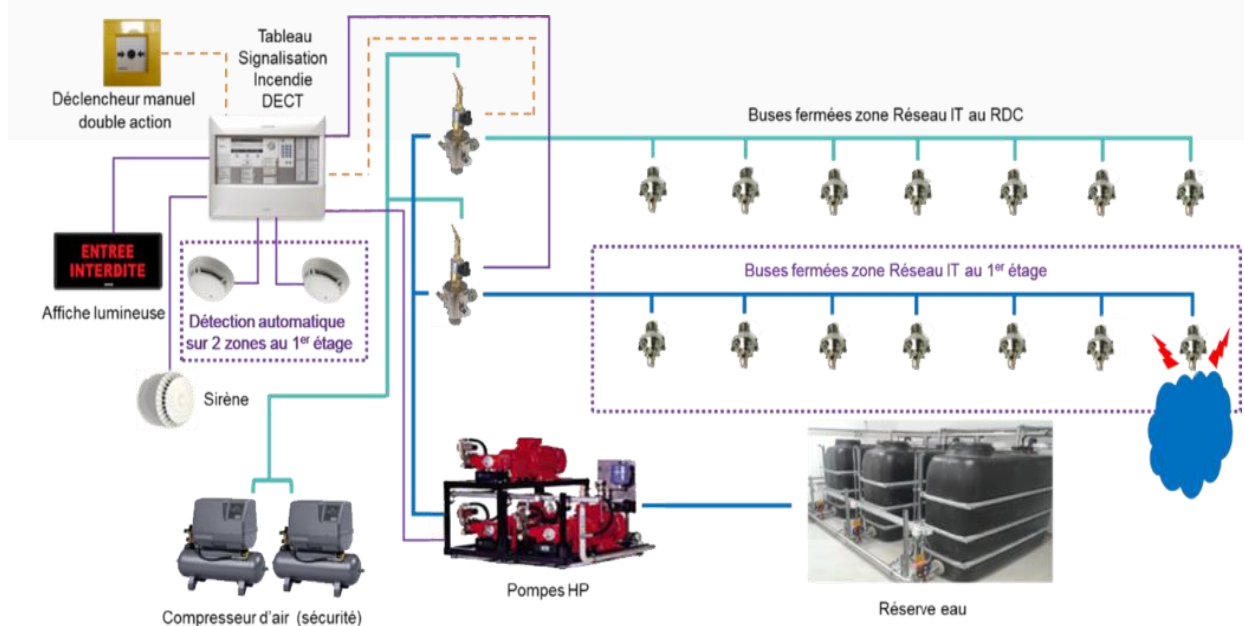 Tableau
Signalisation
Incendie
DECT
Déclencheur manuel
double action
Buses fermées zone Réseau IT au RDC
ENTREE
INTERDITE
Affiche lumineuse
Détection automatique
sur 2 zones au 1er étage
Buses fermées zone Réseau IT au 1er étage
Sirène
Compresseur d'air (sécurité)
Pompes HP
Réserve eau